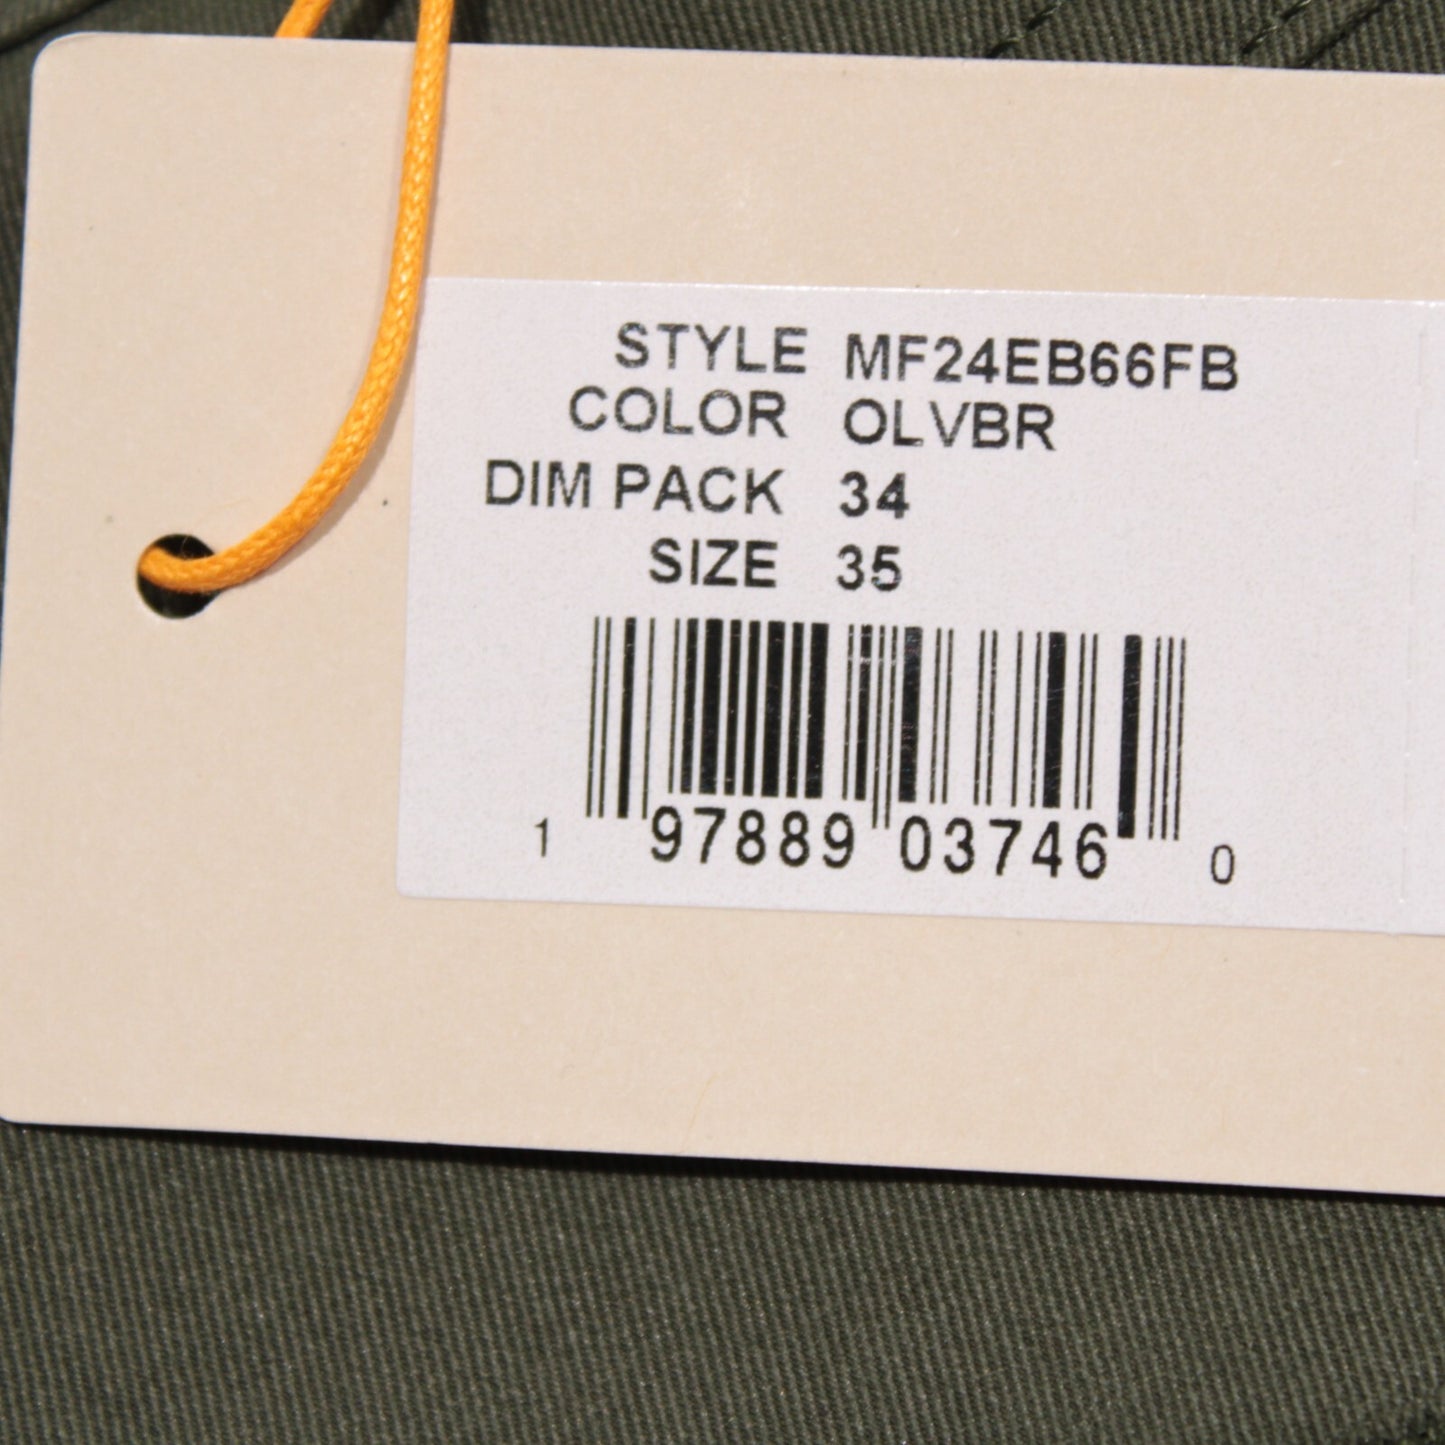 STYLE MF24EB66FB
COLOR OLVBR
DIM PACK 34
SIZE 35
1 97889 03746 0